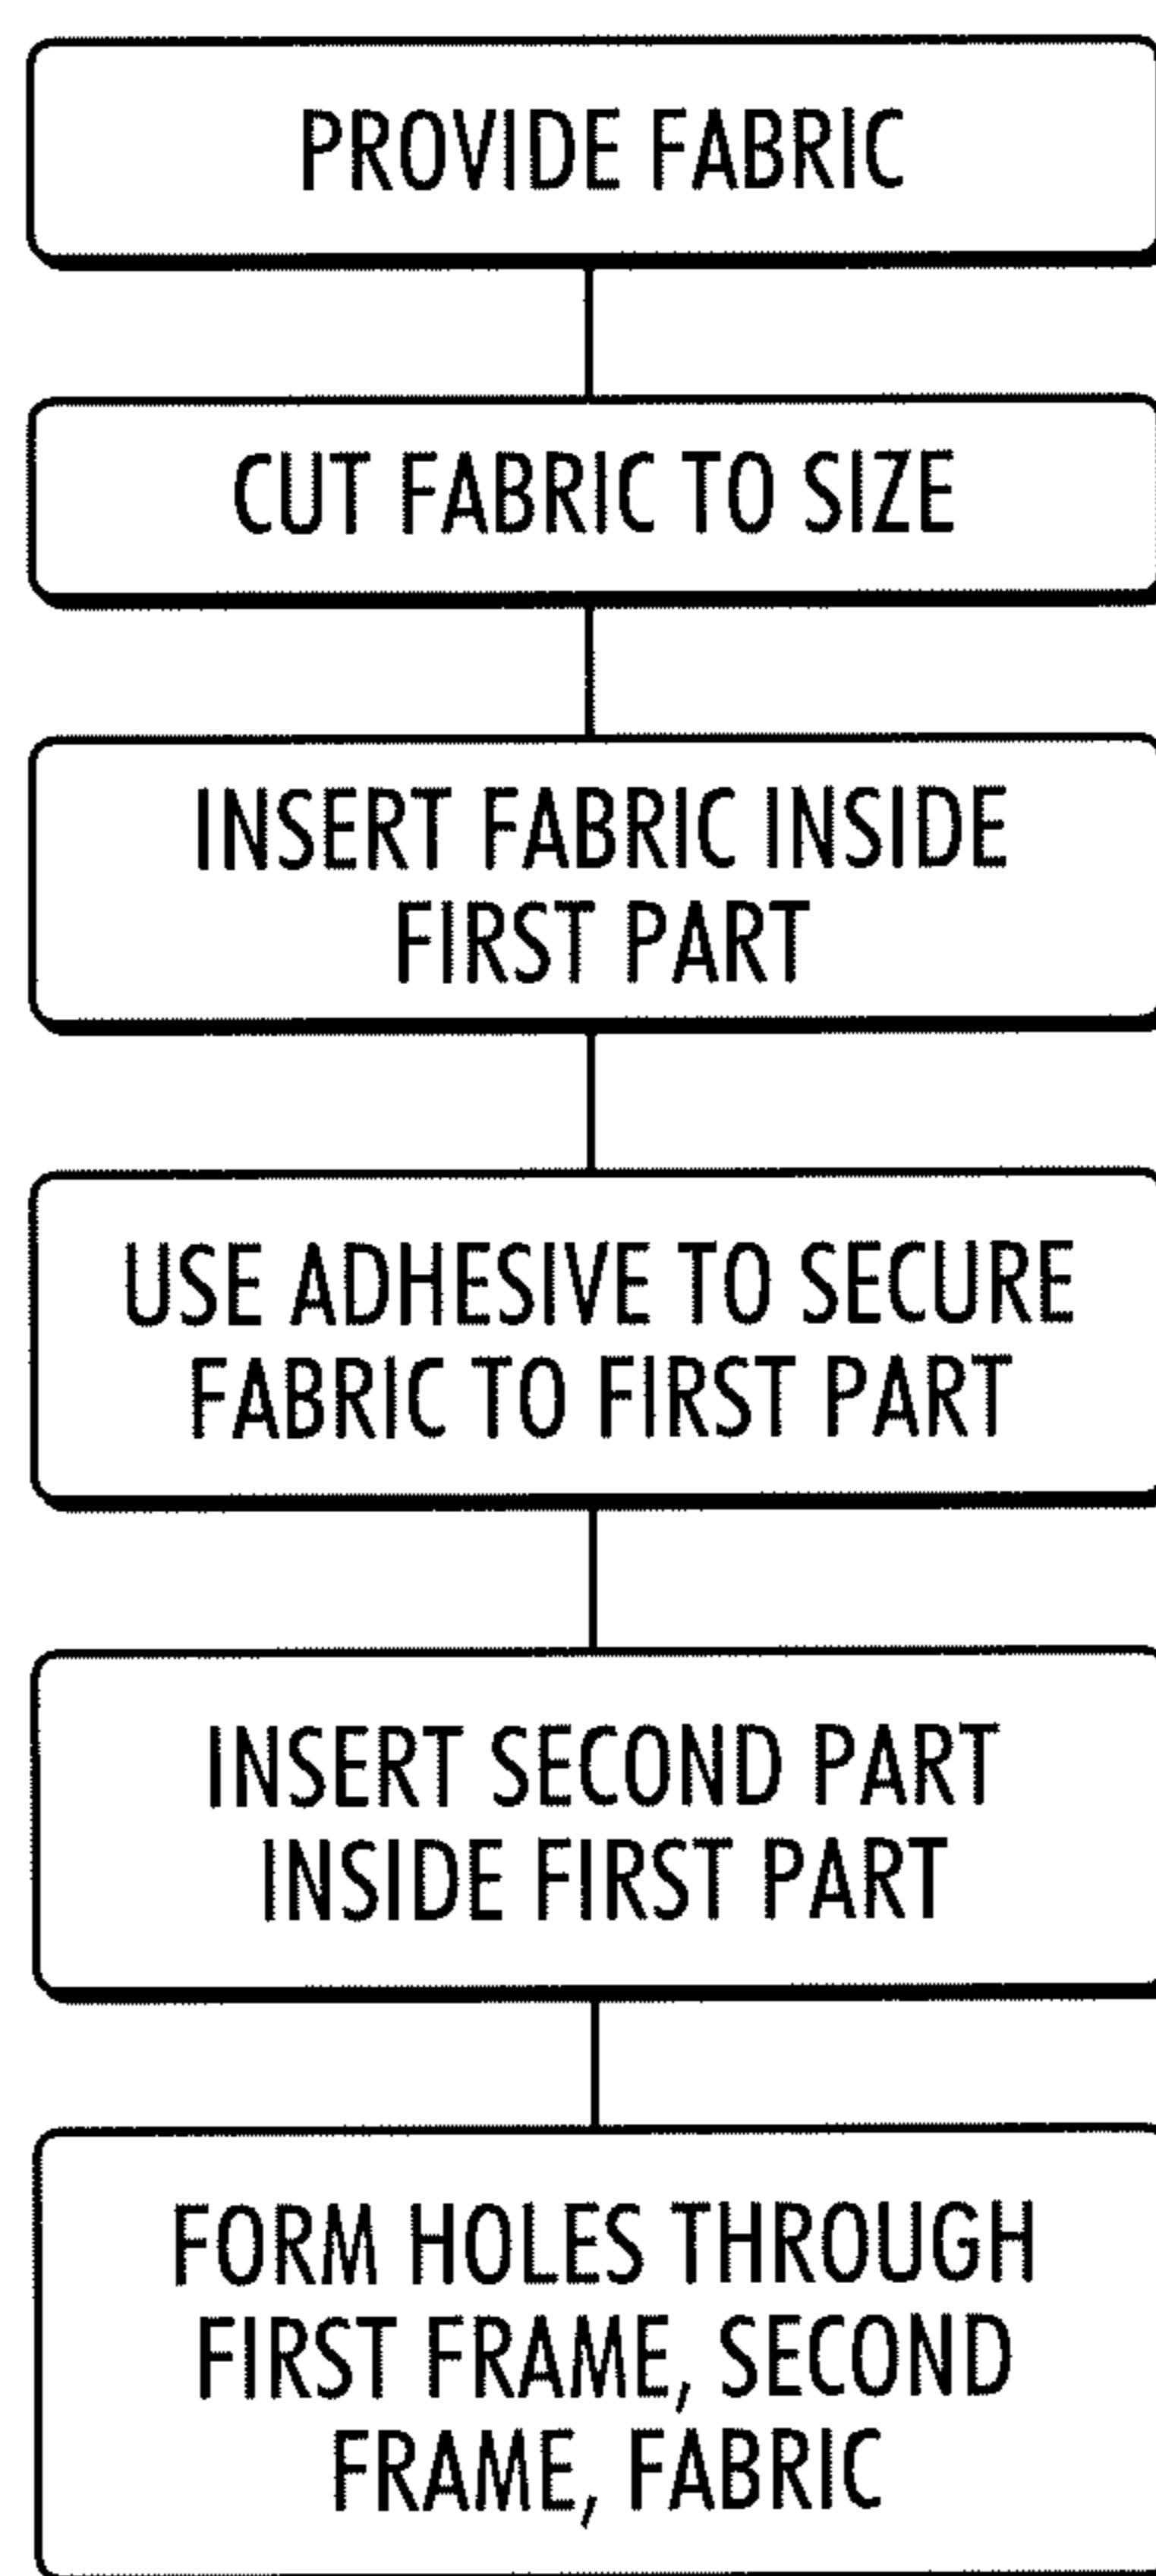 PROVIDE FABRIC
CUT FABRIC TO SIZE
INSERT FABRIC INSIDE
FIRST PART
USE ADHESIVE TO SECURE
FABRIC TO FIRST PART
INSERT SECOND PART
INSIDE FIRST PART
FORM HOLES THROUGH
FIRST FRAME, SECOND
FRAME, FABRIC